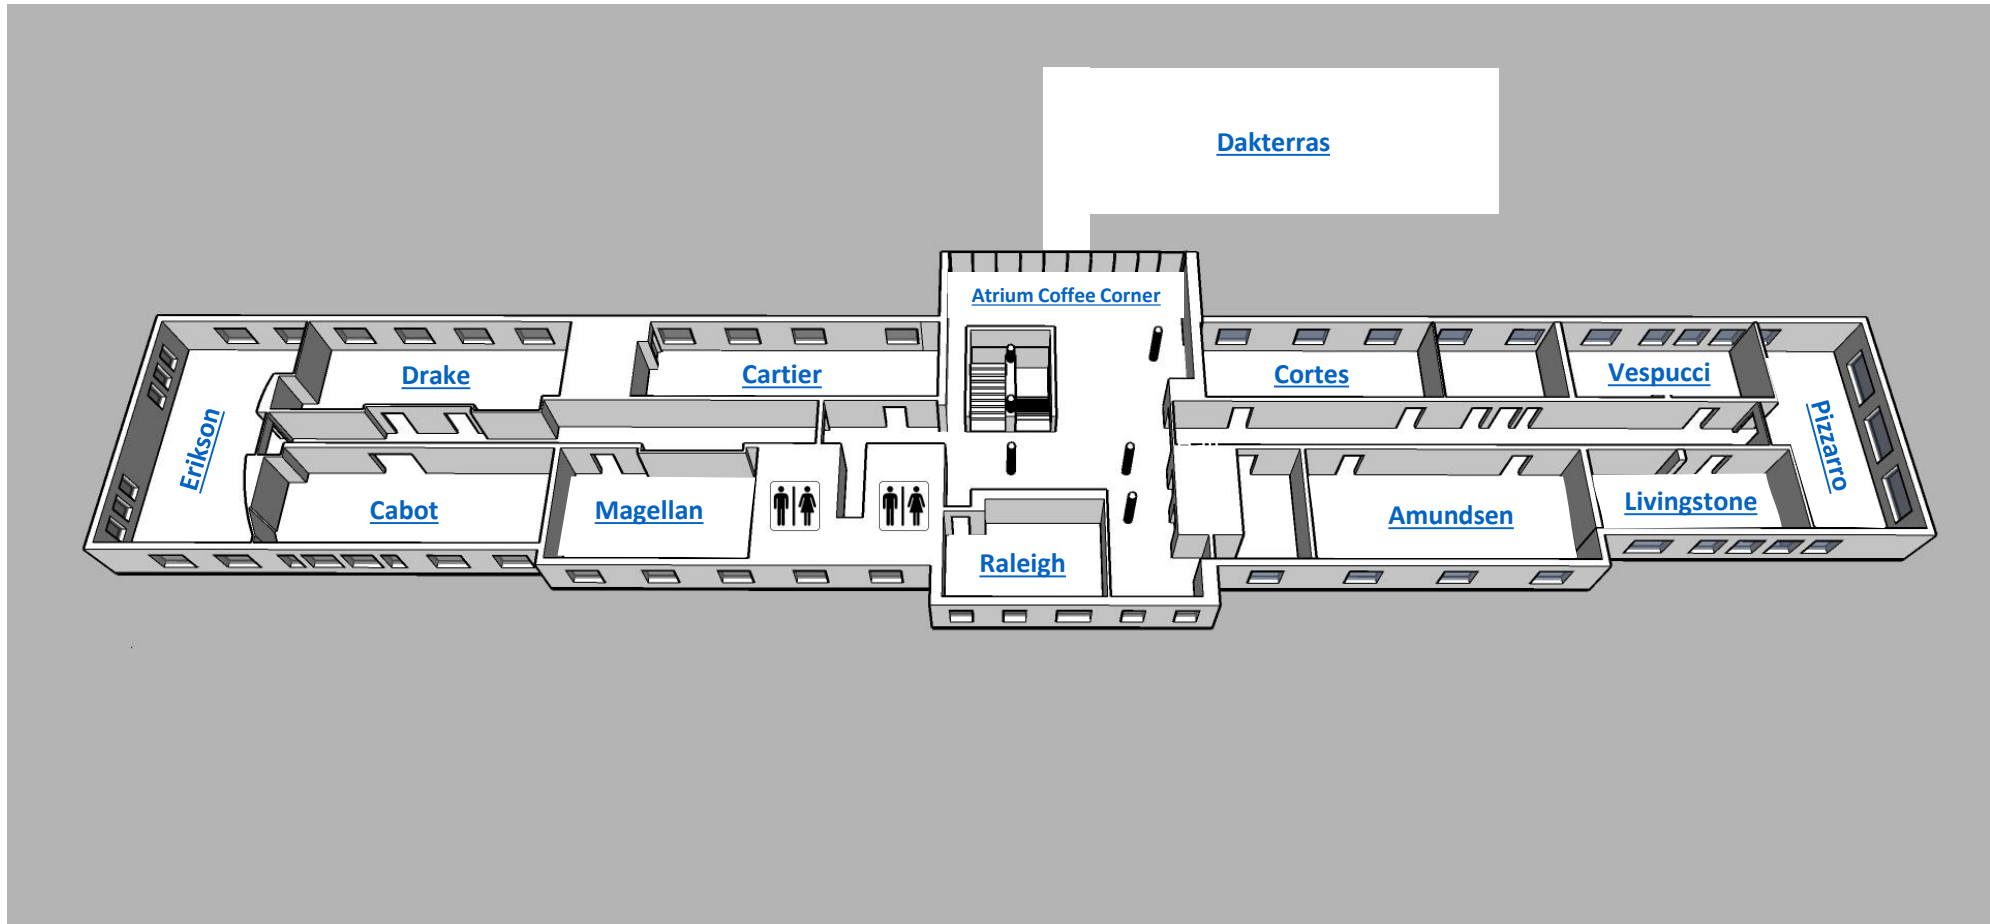 Dakterras
Atrium Coffee Corner
Drake
Cartier
Cortes
Vespucci
Erikson
Pizzarro
Cabot
Magellan
Raleigh
Amundsen
Livingstone